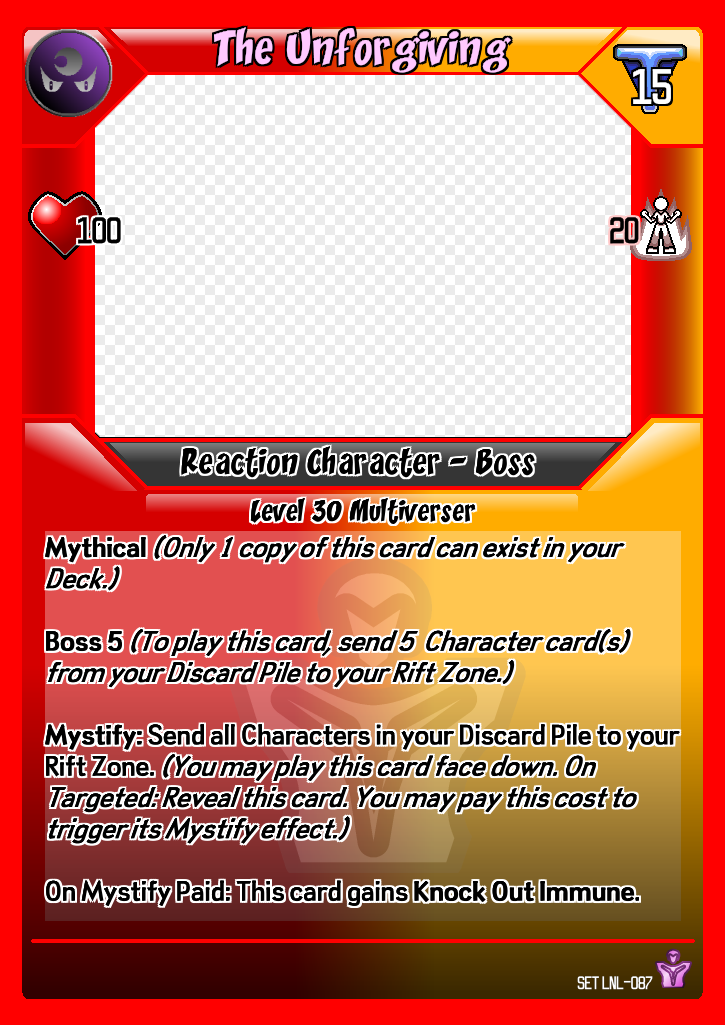 The Unforgiving
15
100
20
Reaction Character - Boss
Level 30 Multiverser
Mythical (Only 1 copy of this card can exist in your
Deck.)
Boss 5 (To play this card, send 5 Character card(s)
from your Discard Pile to your Rift Zone.)
Mystify: Send all Characters in your Discard Pile to your
Rift Zone. (You may play this card face down. On
Targeted: Reveal this card. You may pay this cost to
trigger its Mystify effect.)
On Mystify Paid: This card gains Knock Out Immune.
SET LNL-087